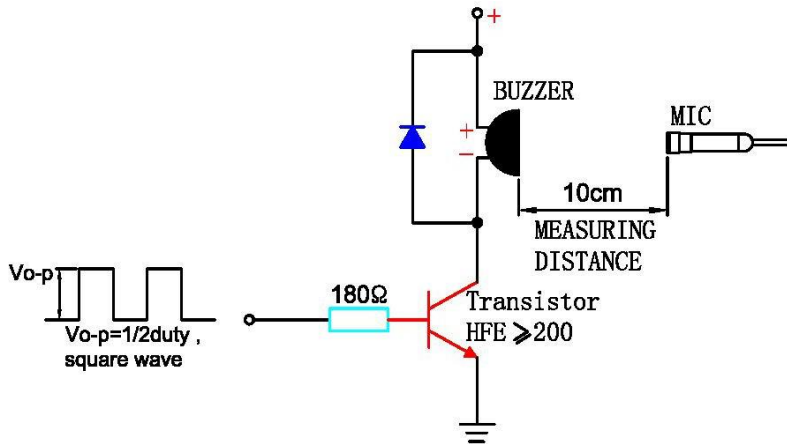 +
BUZZER
MIC
+
−
10cm
MEASURING
DISTANCE
Vo-p
180Ω
Transistor
HFE ≥200
Vo-p=1/2duty ,
square wave